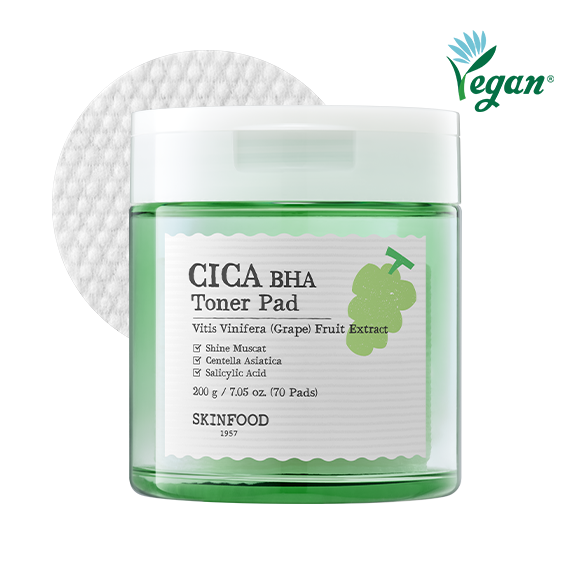 Vegan®
CICA BHA
Toner Pad
Vitis Vinifera (Grape) Fruit Extract
☑ Shine Muscat
☑ Centella Asiatica
☑ Salicylic Acid
200 g / 7.05 oz. (70 Pads)
SKINFOOD
1957